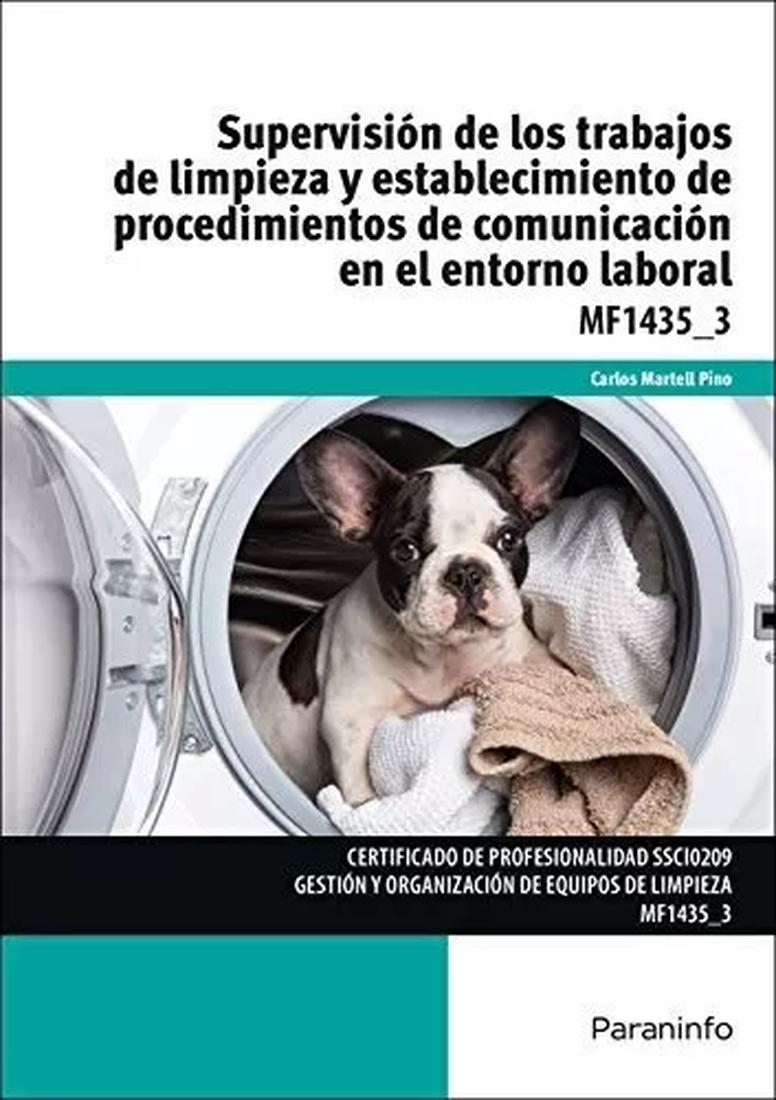 Supervisión de los trabajos
de limpieza y establecimiento de
procedimientos de comunicación
en el entorno laboral
MF1435_3
Carlos Martell Pino
CERTIFICADO DE PROFESIONALIDAD SSCI0209
GESTIÓN Y ORGANIZACIÓN DE EQUIPOS DE LIMPIEZA
MF1435_3
Paraninfo